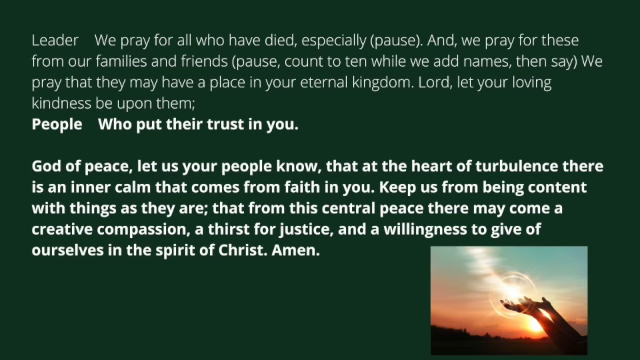 Leader We pray for all who have died, especially (pause). And, we pray for these
from our families and friends (pause, count to ten while we add names, then say) We
pray that they may have a place in your eternal kingdom. Lord, let your loving
kindness be upon them;
People Who put their trust in you.
God of peace, let us your people know, that at the heart of turbulence there
is an inner calm that comes from faith in you. Keep us from being content
with things as they are; that from this central peace there may come a
creative compassion, a thirst for justice, and a willingness to give of
ourselves in the spirit of Christ. Amen.